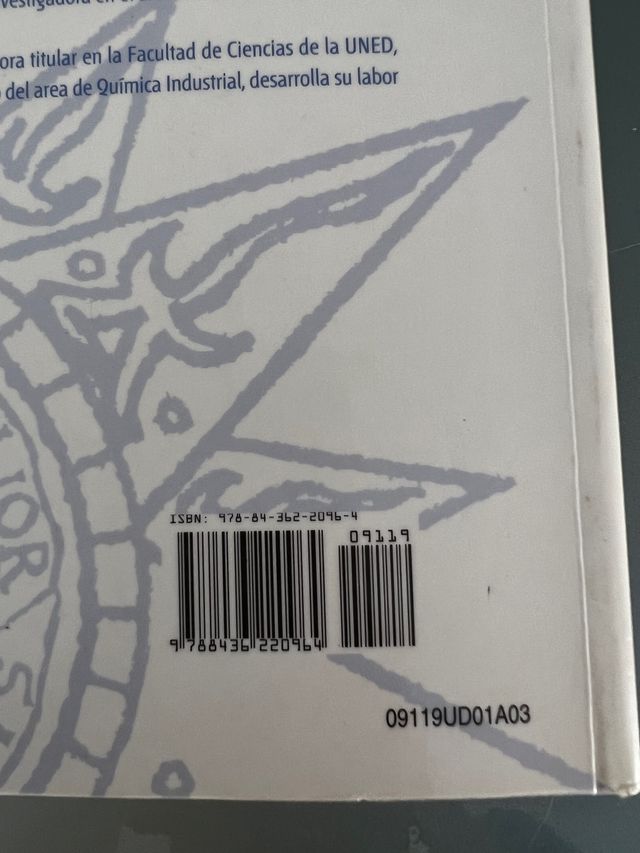 ora titular en la Facultad de Ciencias de la UNED,
del area de Química Industrial, desarrolla su labor
ISBN: 978-84-362-2096-4
09119
9 788436 220964
09119UD01A03